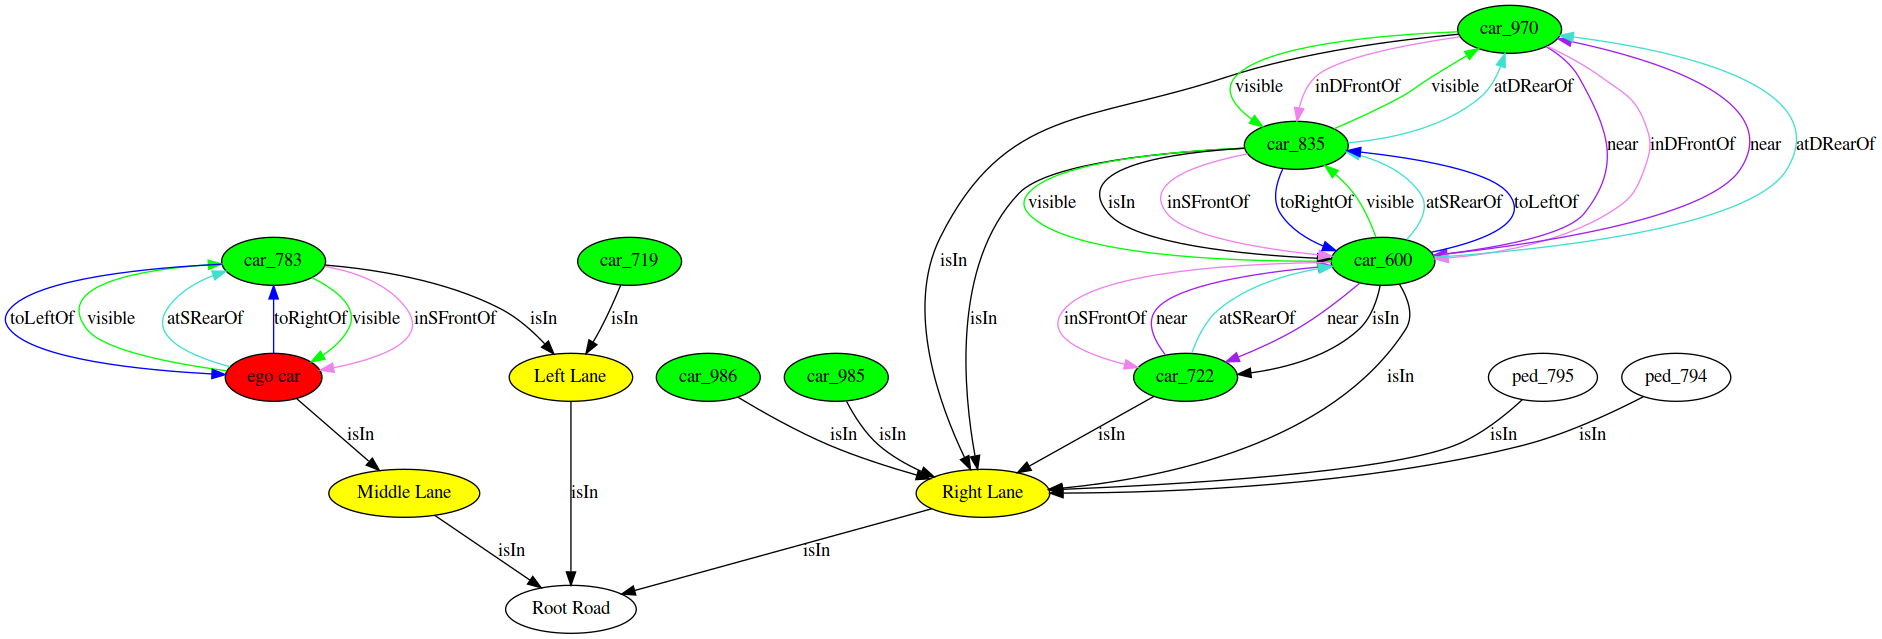 car_970
visible
inDFrontOf
visible
atDRearOf
car_835
near
inDFrontOf
near
atDRearOf
visible
isIn
inSFrontOf
toRightOf
visible
atSRearOf
toLeftOf
car_783
car_719
isIn
car_600
toLeftOf
visible
atSRearOf
toRightOf
visible
inSFrontOf
isIn
isIn
isIn
inSFrontOf
near
atSRearOf
near
isIn
ego car
Left Lane
car_986
car_985
car_722
isIn
ped_795
ped_794
isIn
isIn
isIn
isIn
isIn
isIn
Middle Lane
isIn
Right Lane
isIn
isIn
Root Road